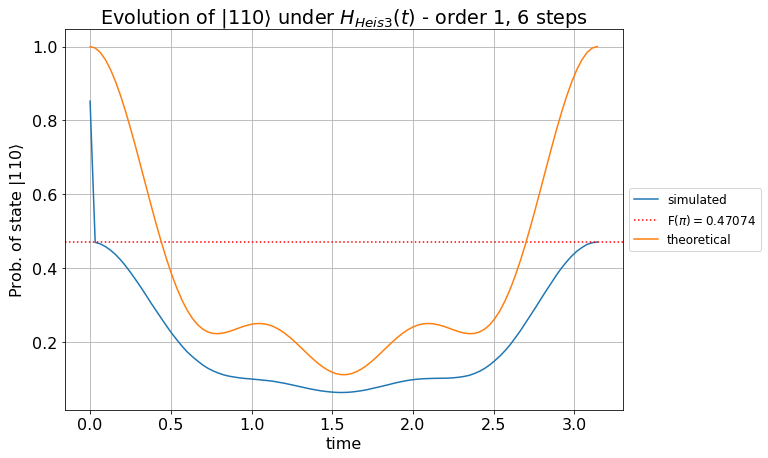 Evolution of |110⟩ under H_{Heis3}(t) - order 1, 6 steps
Prob. of state |110⟩
1.0
0.8
0.6
0.4
0.2
0.0 0.5 1.0 1.5 2.0 2.5 3.0
time
simulated
F(π) = 0.47074
theoretical